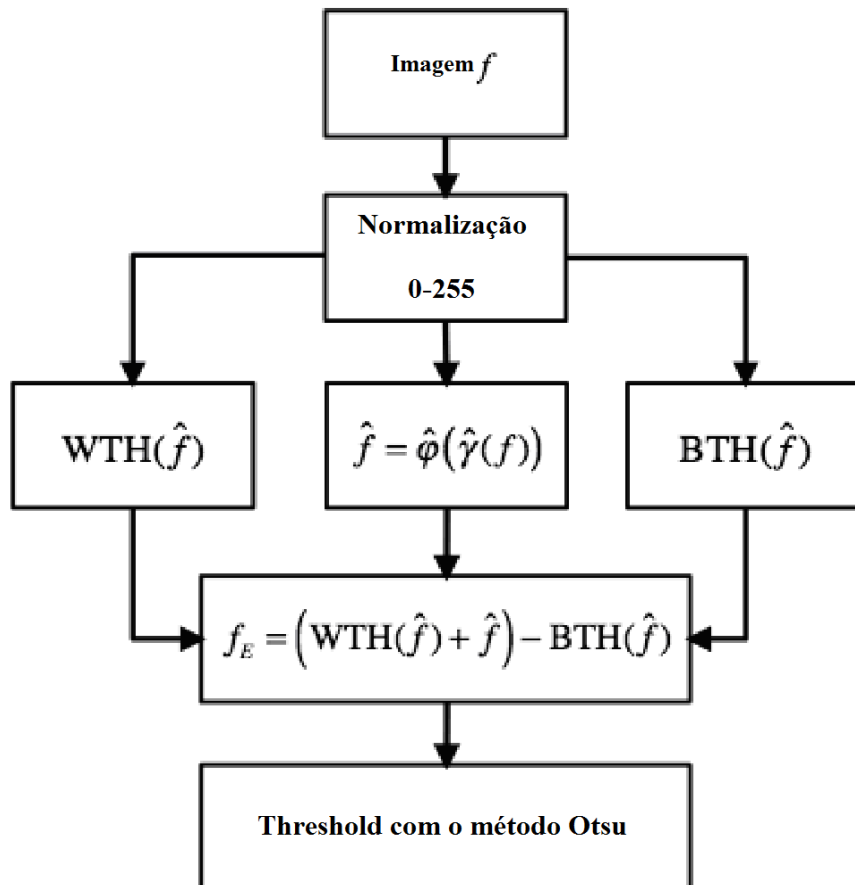 Imagem f
Normalização
0-255
WTH(f̂)
f̂ = φ̂(γ̂(f))
BTH(f̂)
f_E = (WTH(f̂) + f̂) − BTH(f̂)
Threshold com o método Otsu